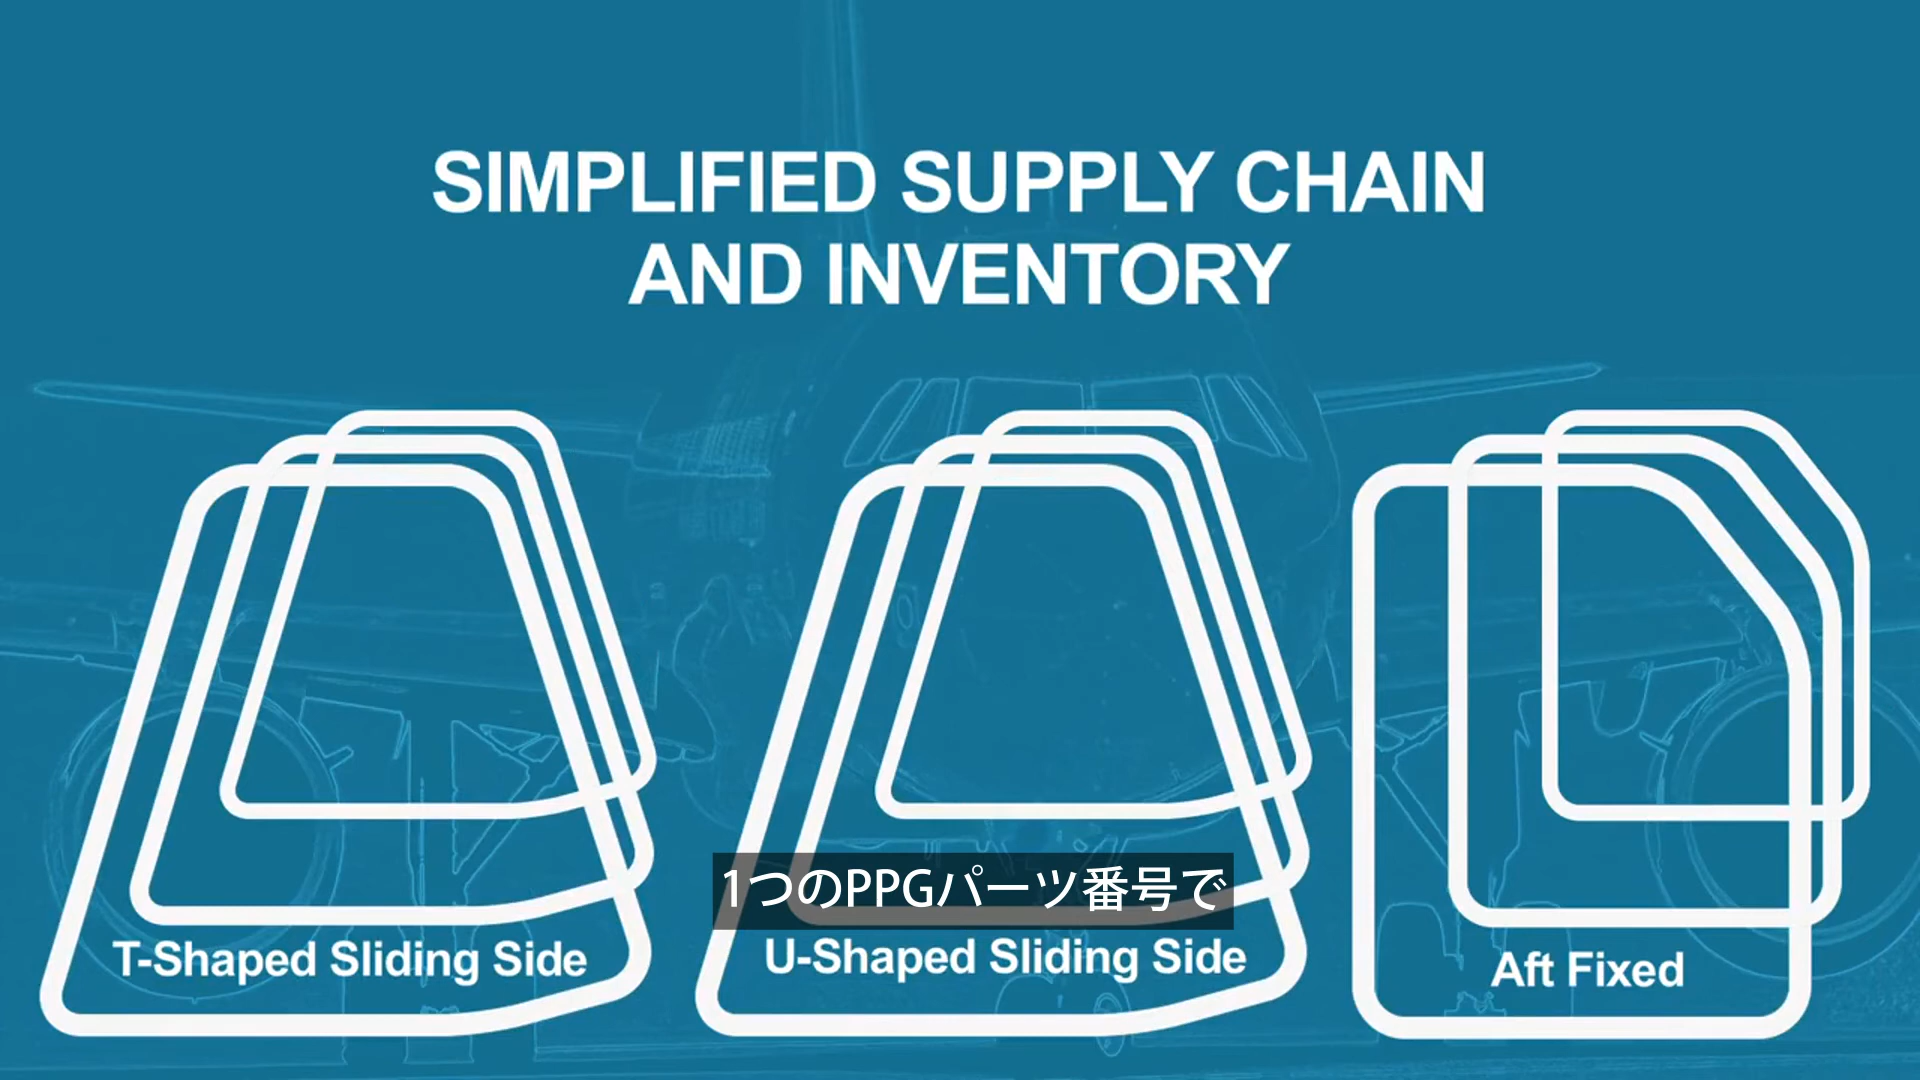 SIMPLIFIED SUPPLY CHAIN
AND INVENTORY
1つのPPGパーツ番号で
T-Shaped Sliding Side
U-Shaped Sliding Side
Aft Fixed